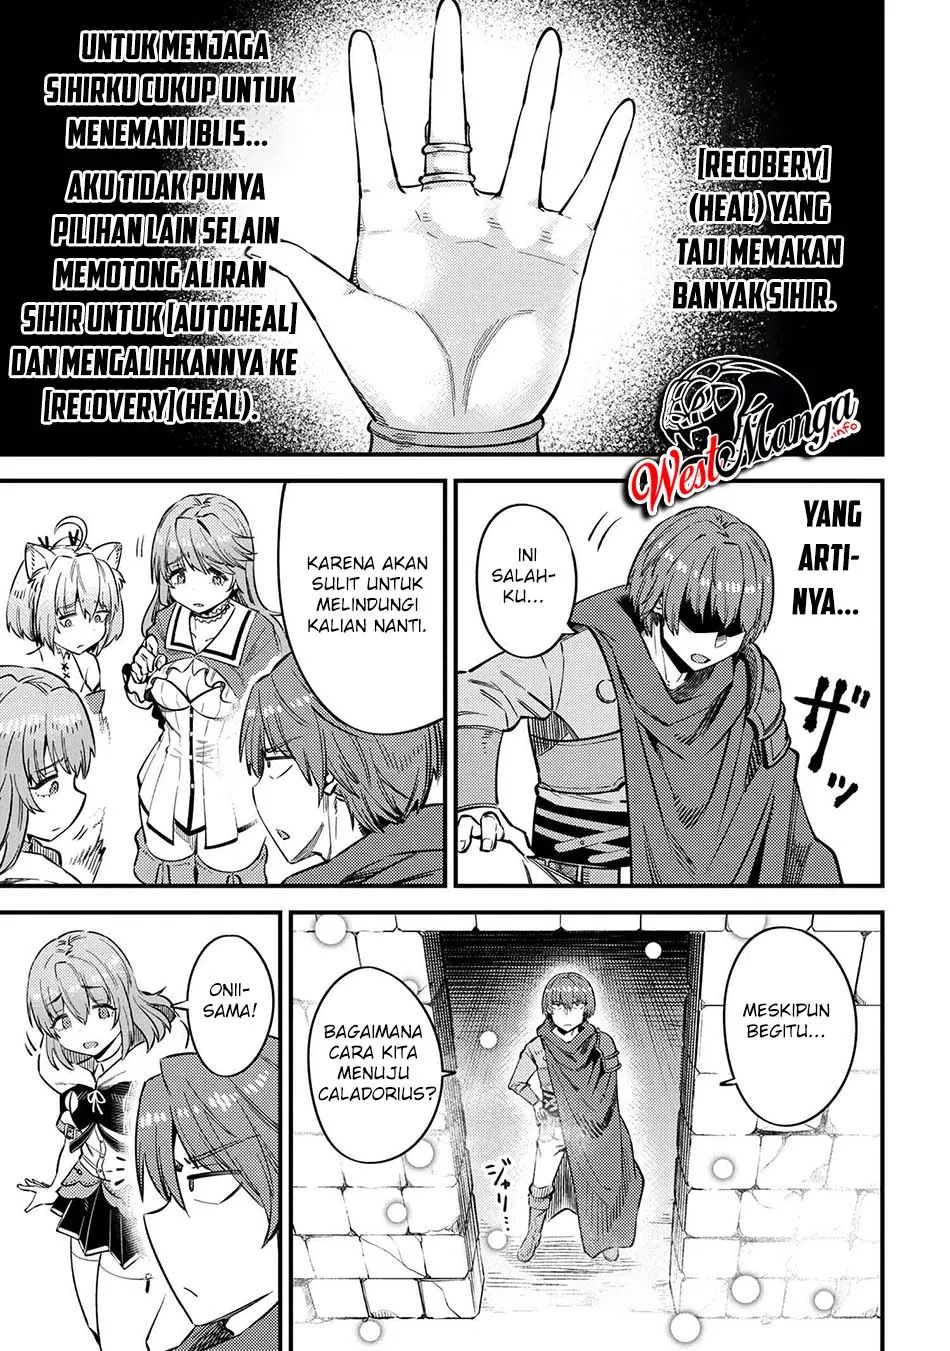 [RECOBERY]
(HEAL) YANG
TADI MEMAKAN
BANYAK SIHIR.
UNTUK MENJAGA
SIHIRKU CUKUP UNTUK
MENEMANI IBLIS...
AKU TIDAK PUNYA
PILIHAN LAIN SELAIN
MEMOTONG ALIRAN
SIHIR UNTUK [AUTOHEAL]
DAN MENGALIHKANNYA KE
[RECOVERY](HEAL).
WestManga
.info
YANG
ARTI-
NYA...
INI
SALAH-
KU...
ザッ
KARENA AKAN
SULIT UNTUK
MELINDUNGI
KALIAN NANTI.
MESKIPUN
BEGITU...
BAGAIMANA
CARA KITA
MENUJU
CALADORIUS?
ジャ
ONII-
SAMA!